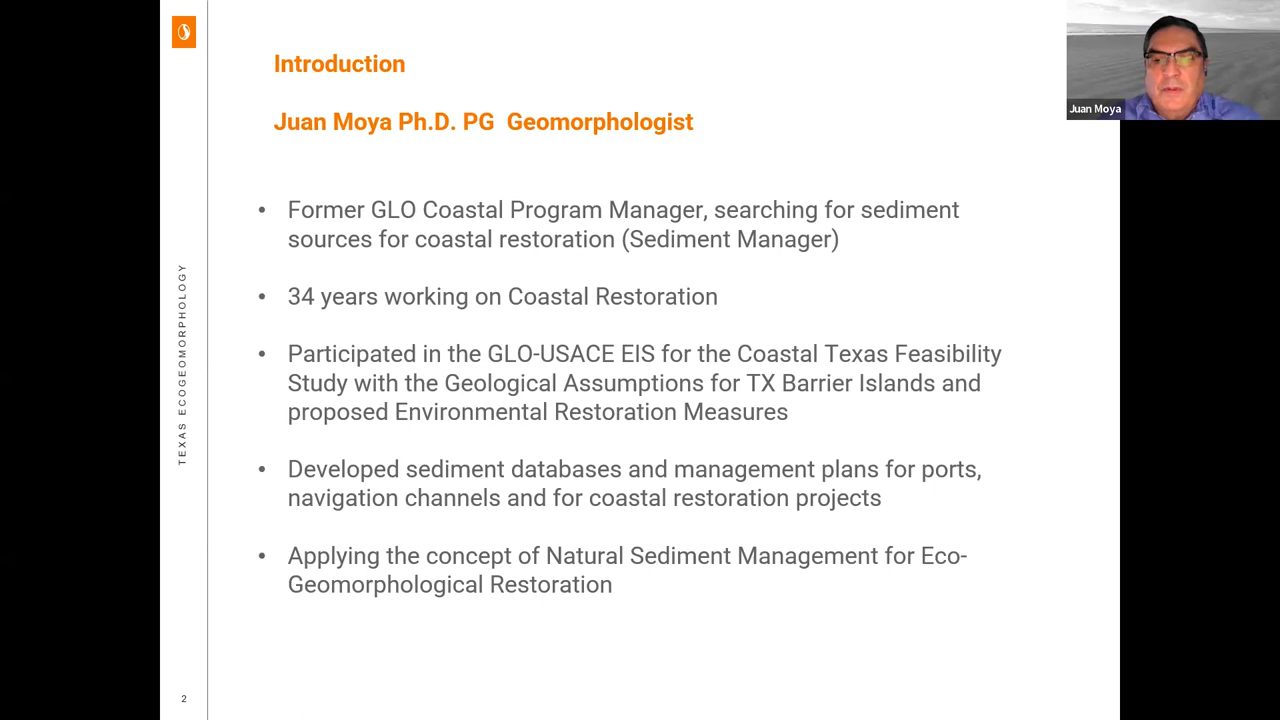 Introduction
Juan Moya Ph.D. PG  Geomorphologist
• Former GLO Coastal Program Manager, searching for sediment
sources for coastal restoration (Sediment Manager)
• 34 years working on Coastal Restoration
• Participated in the GLO-USACE EIS for the Coastal Texas Feasibility
Study with the Geological Assumptions for TX Barrier Islands and
proposed Environmental Restoration Measures
• Developed sediment databases and management plans for ports,
navigation channels and for coastal restoration projects
• Applying the concept of Natural Sediment Management for Eco-
Geomorphological Restoration
TEXAS ECOGEOMORPHOLOGY
2
Juan Moya